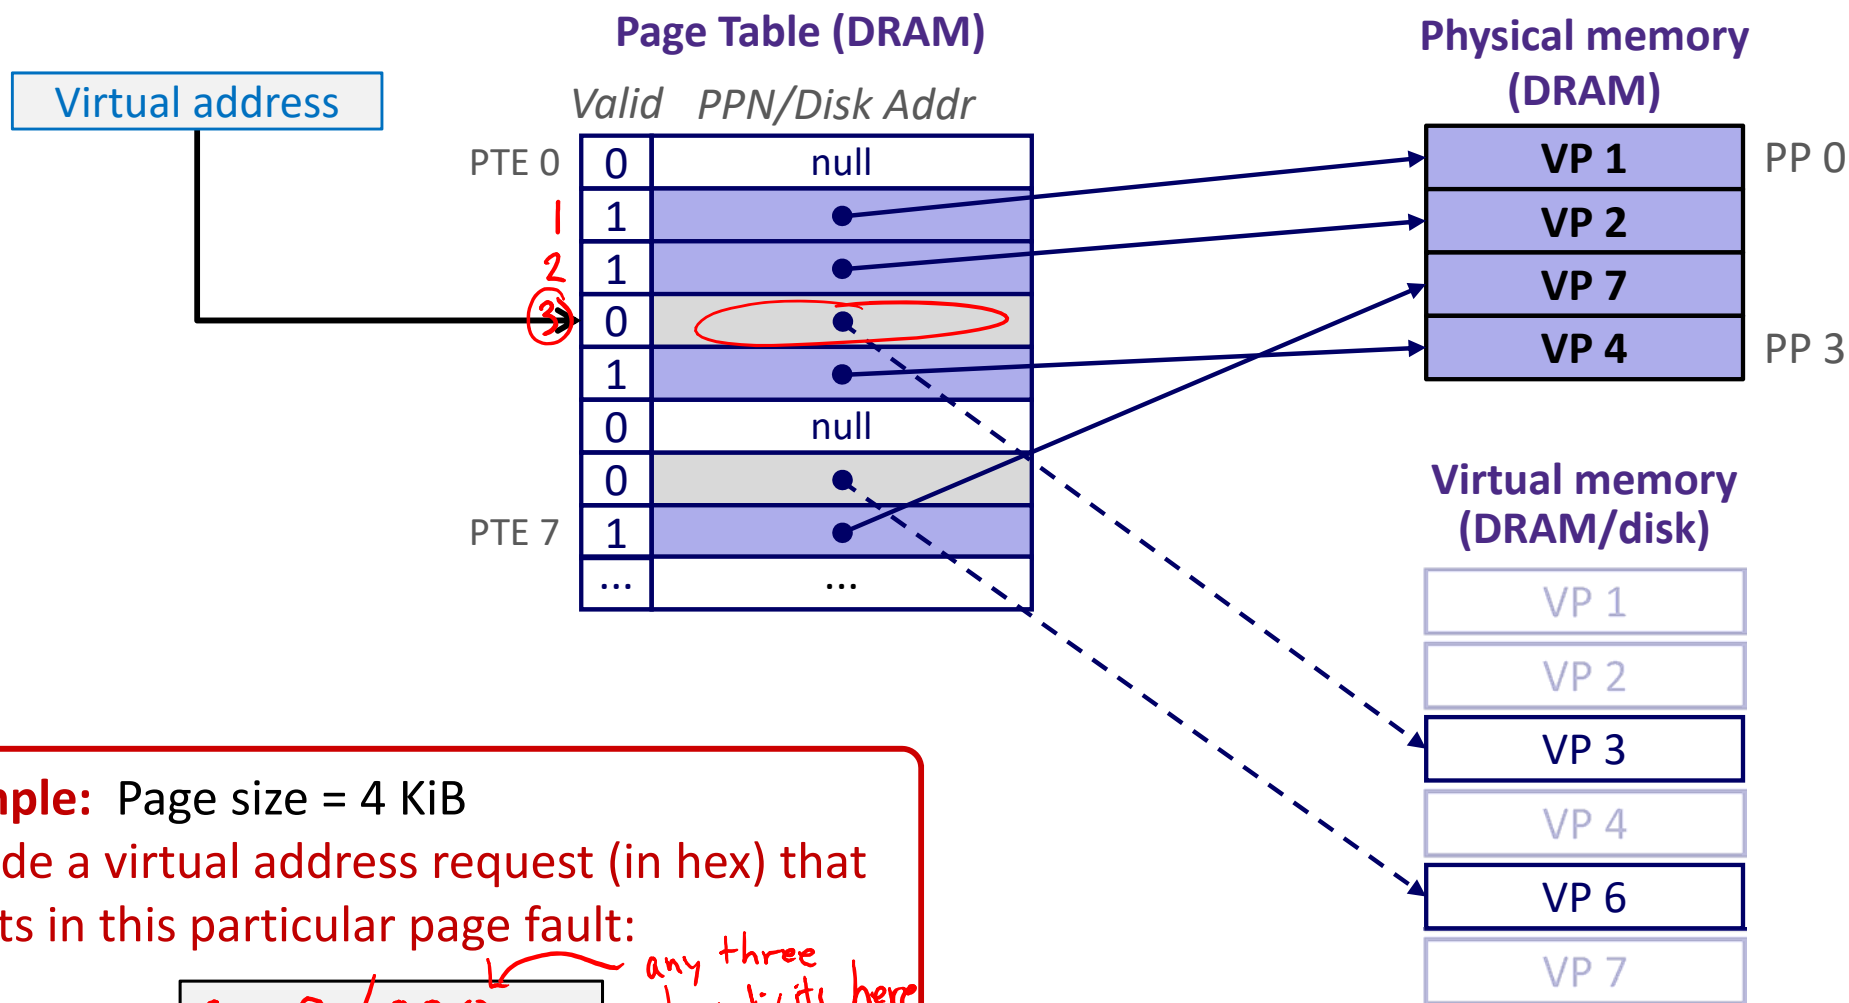 Page Table (DRAM)
Physical memory
(DRAM)
Virtual address
Valid PPN/Disk Addr
PTE 0 0 null
1 1
2 1
3 0
1
0 null
0
PTE 7 1
... ...
VP 1 PP 0
VP 2
VP 7
VP 4 PP 3
Virtual memory
(DRAM/disk)
VP 1
VP 2
VP 3
VP 4
VP 6
VP 7
mple: Page size = 4 KiB
de a virtual address request (in hex) that
ts in this particular page fault:
any three
digits here